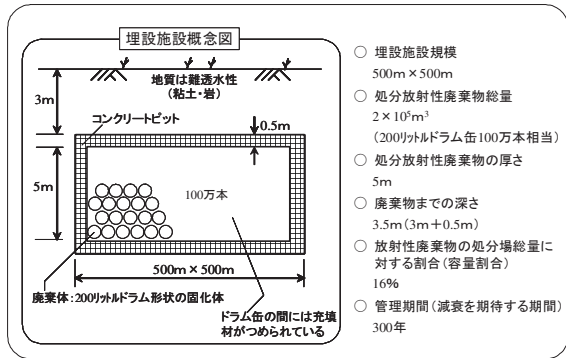 埋設施設概念図
地質は難透水性
(粘土・岩)
3m
コンクリートピット
0.5m
5m
100万本
500m×500m
廃棄体:200リットルドラム形状の固化体
ドラム缶の間には充填
材がつめられている
○ 埋設施設規模
500m×500m
○ 処分放射性廃棄物総量
2×10⁵m³
(200リットルドラム缶100万本相当)
○ 処分放射性廃棄物の厚さ
5m
○ 廃棄物までの深さ
3.5m(3m+0.5m)
○ 放射性廃棄物の処分場総量に
対する割合(容量割合)
16%
○ 管理期間(減衰を期待する期間)
300年